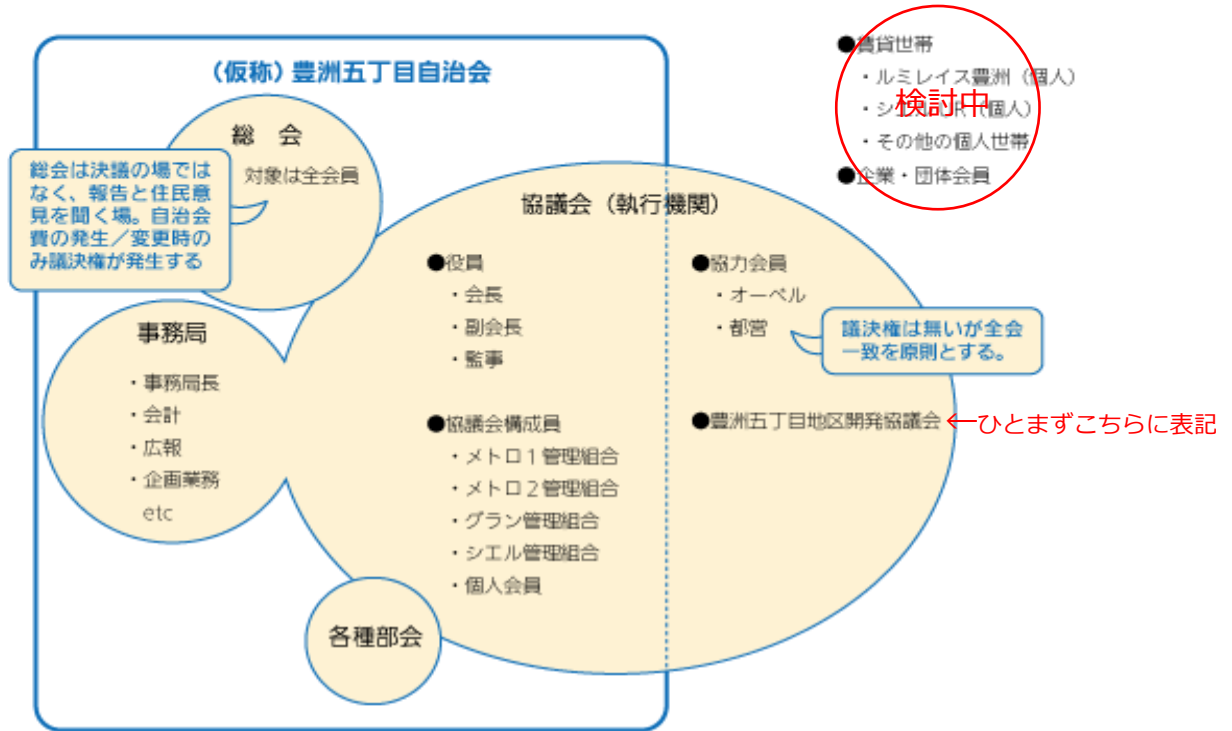 （仮称）豊洲五丁目自治会
総　会
対象は全会員
総会は決議の場では
なく、報告と住民意
見を聞く場。自治会
費の発生／変更時の
み議決権が発生する
事務局
・事務局長
・会計
・広報
・企画業務
etc
協議会（執行機関）
●役員
・会長
・副会長
・監事
●協議会構成員
・メトロ１管理組合
・メトロ２管理組合
・グラン管理組合
・シエル管理組合
・個人会員
各種部会
●協力会員
・オーベル
・都営
議決権は無いが全会
一致を原則とする。
●豊洲五丁目地区開発協議会
←ひとまずこちらに表記
●賃貸世帯
・ルミレイス豊洲（個人）
・シエルUR（個人）
・その他の個人世帯
●企業・団体会員
検討中